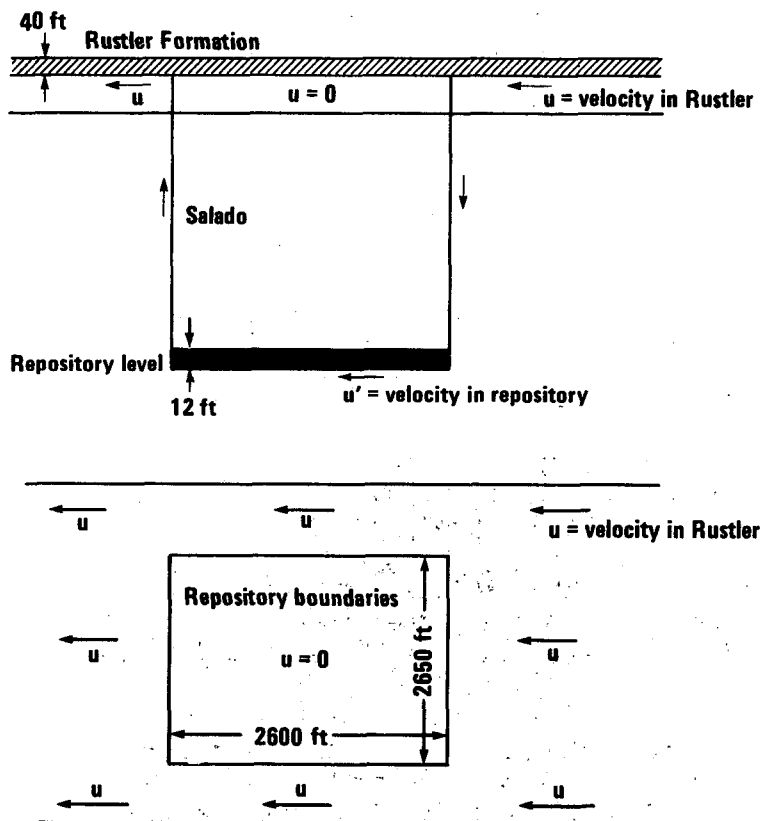 40 ft
Rustler Formation
u
u = 0
u = velocity in Rustler
Salado
Repository level
12 ft
u' = velocity in repository
u
u
u = velocity in Rustler
Repository boundaries
u
u = 0
2650 ft
u
2600 ft
u
u
u